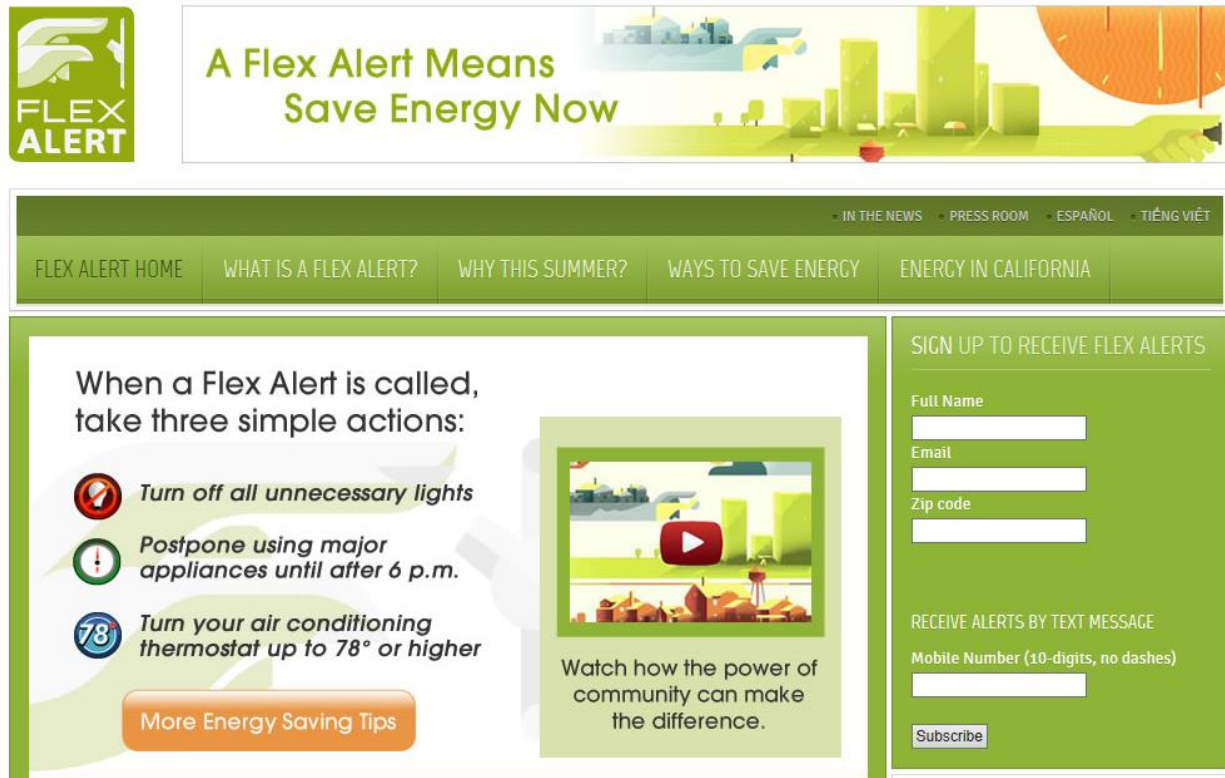 FLEX
ALERT
A Flex Alert Means
Save Energy Now
IN THE NEWS
PRESS ROOM
ESPAÑOL
TIẾNG VIỆT
FLEX ALERT HOME
WHAT IS A FLEX ALERT?
WHY THIS SUMMER?
WAYS TO SAVE ENERGY
ENERGY IN CALIFORNIA
When a Flex Alert is called,
take three simple actions:
Turn off all unnecessary lights
Postpone using major
appliances until after 6 p.m.
78°
Turn your air conditioning
thermostat up to 78° or higher
More Energy Saving Tips
Watch how the power of
community can make
the difference.
SIGN UP TO RECEIVE FLEX ALERTS
Full Name
Email
Zip code
RECEIVE ALERTS BY TEXT MESSAGE
Mobile Number (10-digits, no dashes)
Subscribe